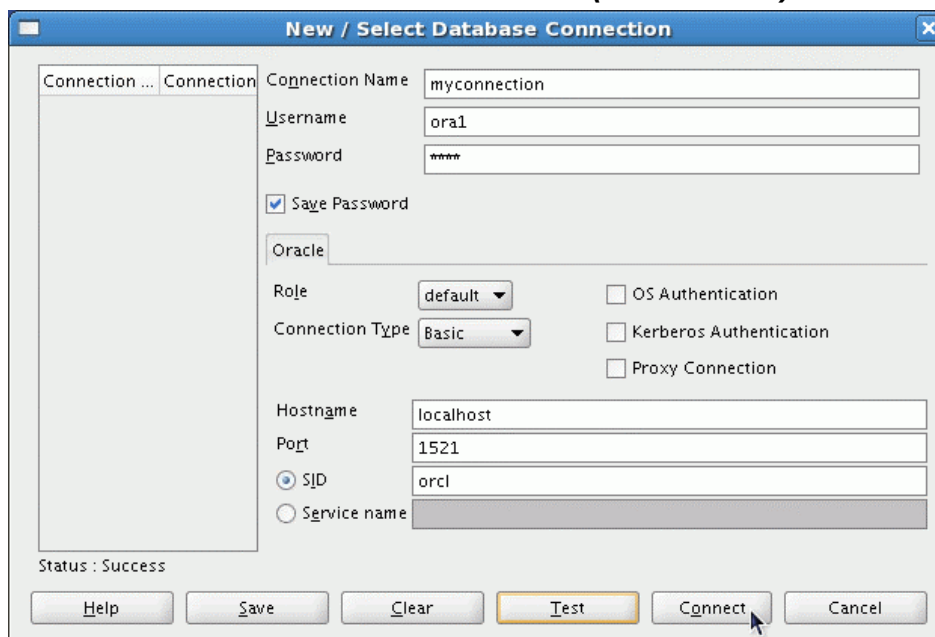 New / Select Database Connection
Connection ... Connection
Connection Name myconnection
Username ora1
Password ****
Save Password
Oracle
Role default
OS Authentication
Connection Type Basic
Kerberos Authentication
Proxy Connection
Hostname localhost
Port 1521
SID orcl
Service name
Status : Success
Help Save Clear Test Connect Cancel